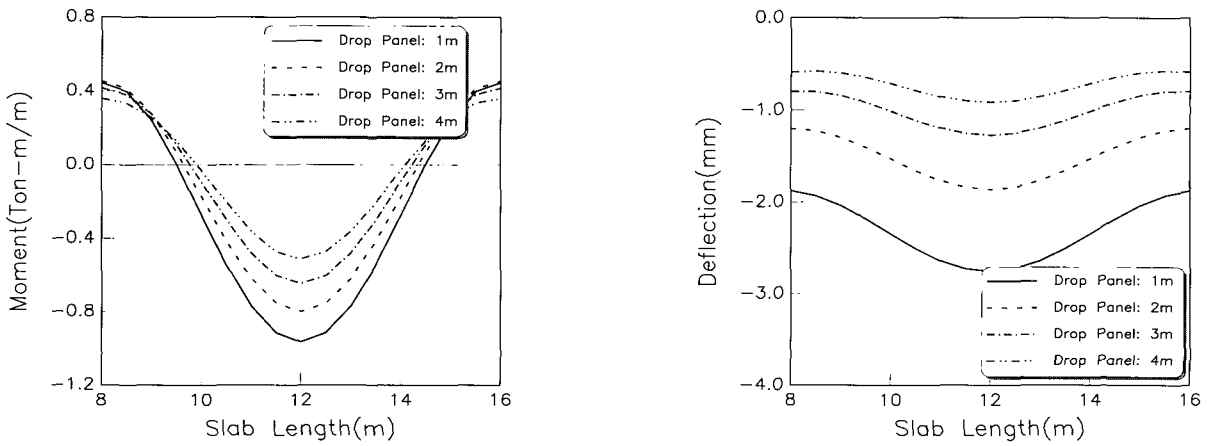 0.8
0.4
0.0
−0.4
−0.8
−1.2
Moment(Ton−m/m)
Drop Panel: 1m
Drop Panel: 2m
Drop Panel: 3m
Drop Panel: 4m
8
10
12
14
16
Slab Length(m)
0.0
−1.0
−2.0
−3.0
−4.0
Deflection(mm)
Drop Panel: 1m
Drop Panel: 2m
Drop Panel: 3m
Drop Panel: 4m
8
10
12
14
16
Slab Length(m)